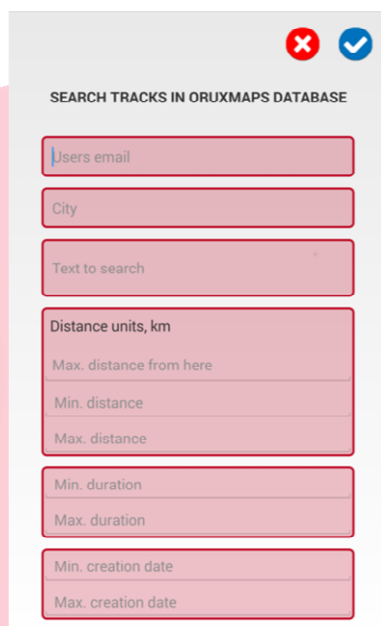 SEARCH TRACKS IN ORUXMAPS DATABASE
Users email
City
Text to search
Distance units, km
Max. distance from here
Min. distance
Max. distance
Min. duration
Max. duration
Min. creation date
Max. creation date